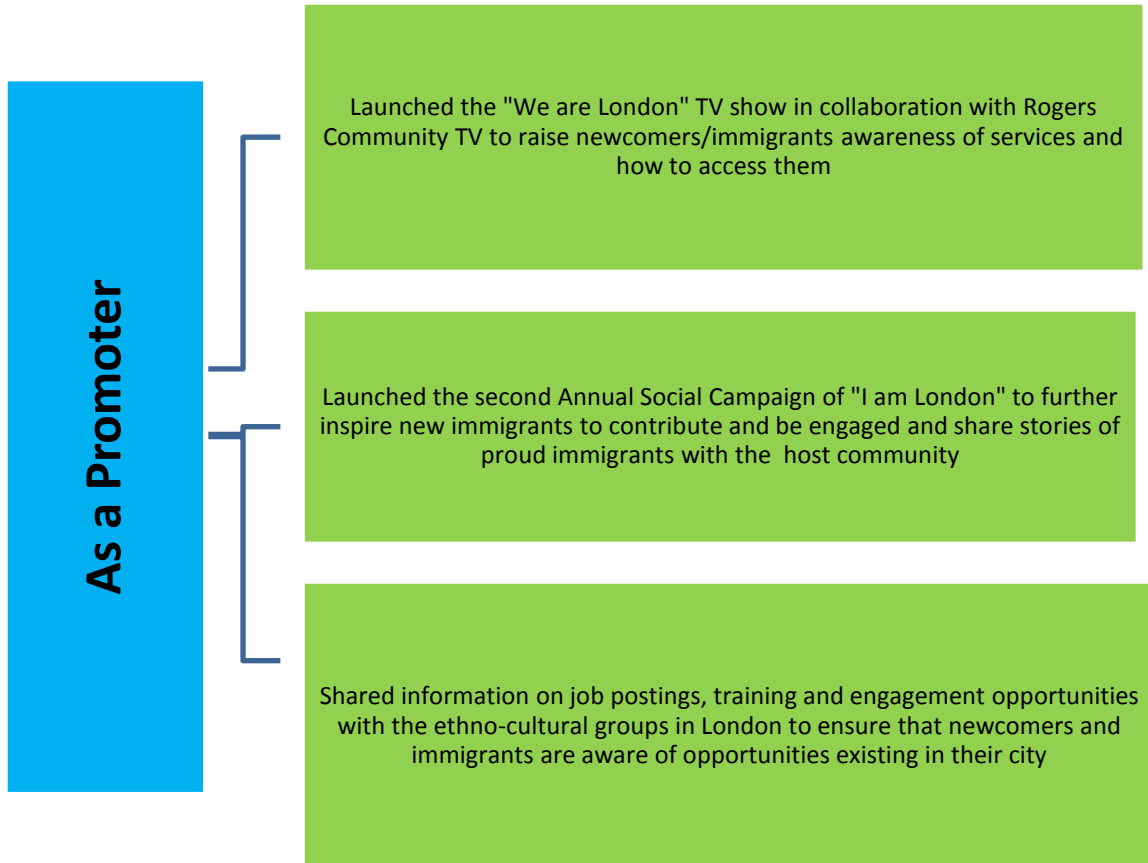 As a Promoter
Launched the "We are London" TV show in collaboration with Rogers
Community TV to raise newcomers/immigrants awareness of services and
how to access them
Launched the second Annual Social Campaign of "I am London" to further
inspire new immigrants to contribute and be engaged and share stories of
proud immigrants with the  host community
Shared information on job postings, training and engagement opportunities
with the ethno-cultural groups in London to ensure that newcomers and
immigrants are aware of opportunities existing in their city